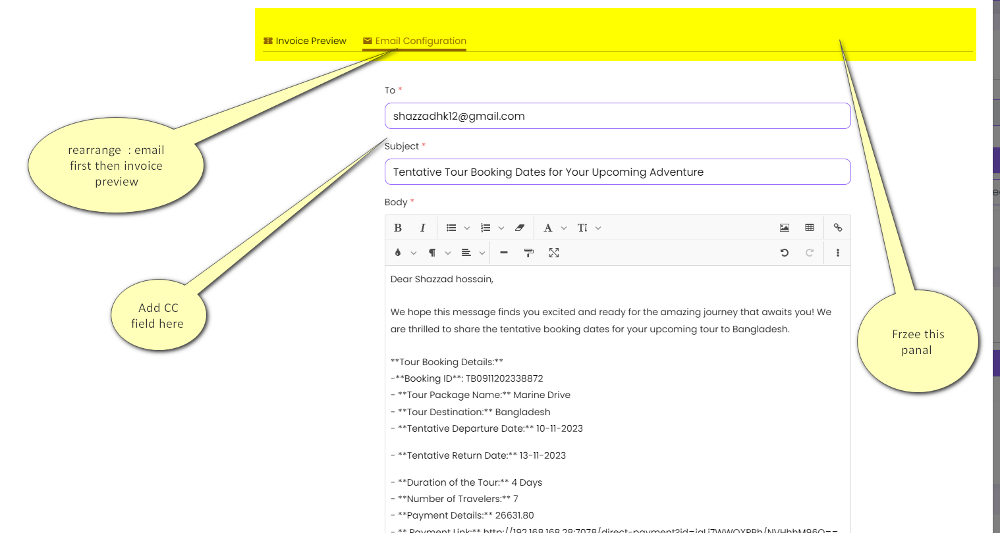 Invoice Preview
Email Configuration
To *
shazzadhk12@gmail.com
rearrange : email
first then invoice
preview
Subject *
Tentative Tour Booking Dates for Your Upcoming Adventure
Body *
Dear Shazzad hossain,
Add CC
field here
We hope this message finds you excited and ready for the amazing journey that awaits you! We
are thrilled to share the tentative booking dates for your upcoming tour to Bangladesh.
Frzee this
panal
**Tour Booking Details:**
-**Booking ID**: TB0911202338872
- **Tour Package Name:** Marine Drive
- **Tour Destination:** Bangladesh
- **Tentative Departure Date:** 10-11-2023
- **Tentative Return Date:** 13-11-2023
- **Duration of the Tour:** 4 Days
- **Number of Travelers:** 7
- **Payment Details:** 26631.80
- ** Payment Link:**